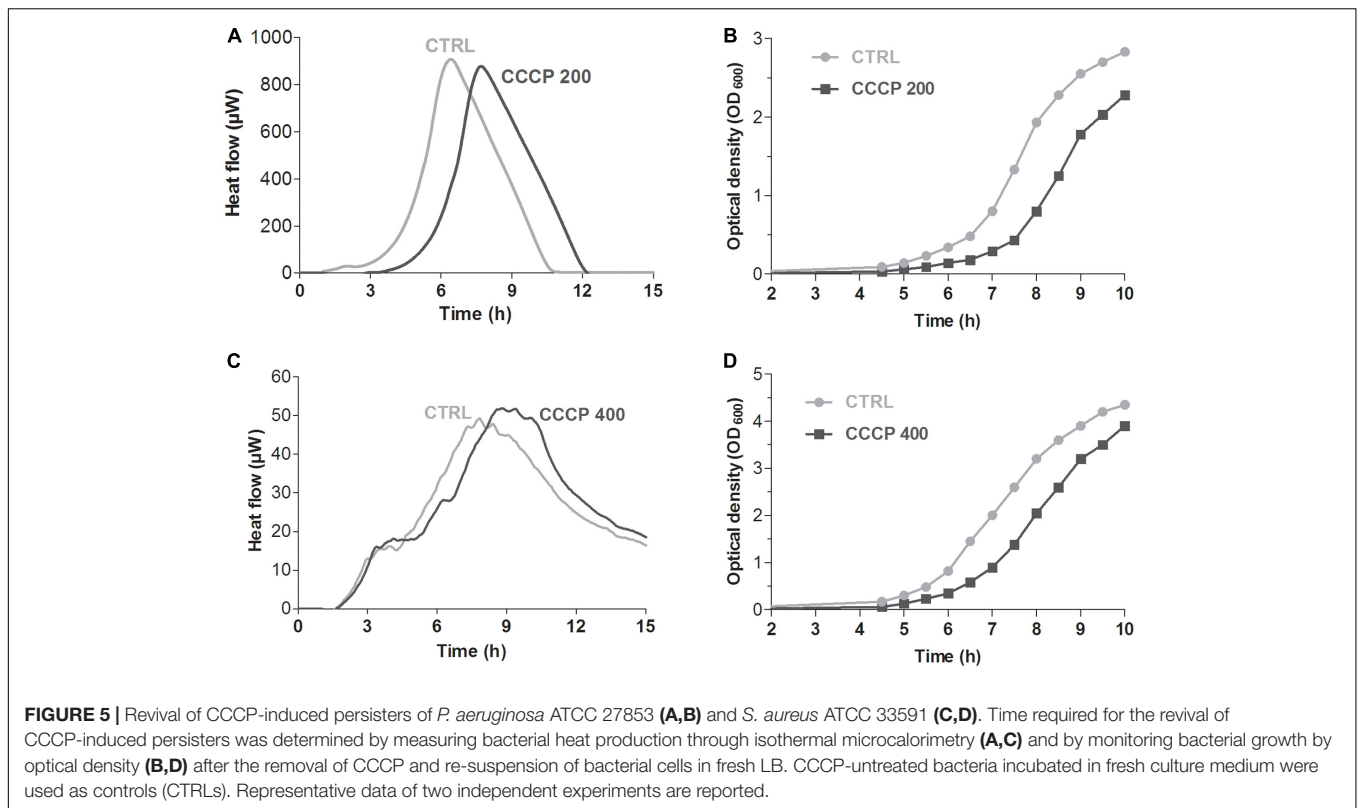 A
CTRL
CCCP 200
1000
800
600
400
200
0
Heat flow (µW)
0 3 6 9 12 15
Time (h)
B
CTRL
CCCP 200
3
2
1
0
Optical density (OD600)
2 3 4 5 6 7 8 9 10
Time (h)
C
CTRL
CCCP 400
60
50
40
30
20
10
0
Heat flow (µW)
0 3 6 9 12 15
Time (h)
D
CTRL
CCCP 400
5
4
3
2
1
0
Optical density (OD600)
2 3 4 5 6 7 8 9 10
Time (h)
FIGURE 5 | Revival of CCCP-induced persisters of P. aeruginosa ATCC 27853 (A,B) and S. aureus ATCC 33591 (C,D). Time required for the revival of
CCCP-induced persisters was determined by measuring bacterial heat production through isothermal microcalorimetry (A,C) and by monitoring bacterial growth by
optical density (B,D) after the removal of CCCP and re-suspension of bacterial cells in fresh LB. CCCP-untreated bacteria incubated in fresh culture medium were
used as controls (CTRLs). Representative data of two independent experiments are reported.